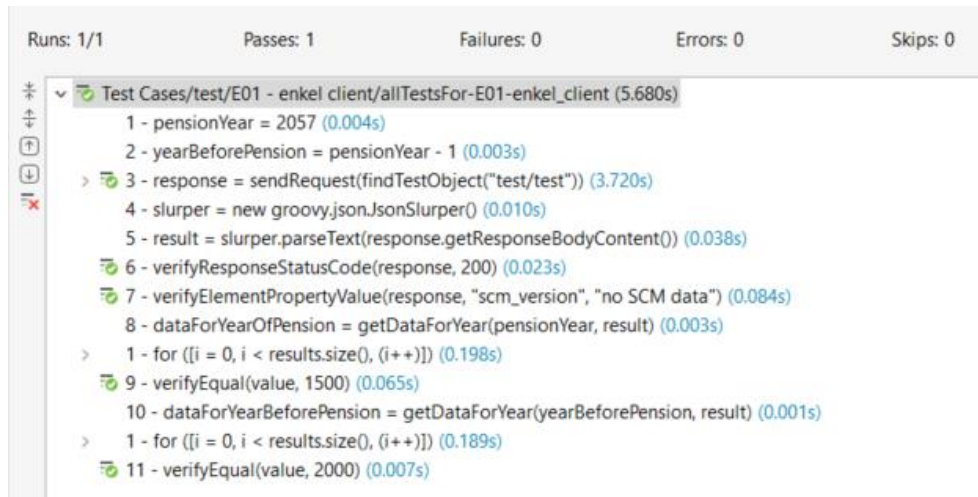 Runs: 1/1 Passes: 1 Failures: 0 Errors: 0 Skips: 0
Test Cases/test/E01 - enkel client/allTestsFor-E01-enkel_client (5.680s)
1 - pensionYear = 2057 (0.004s)
2 - yearBeforePension = pensionYear - 1 (0.003s)
3 - response = sendRequest(findTestObject("test/test")) (3.720s)
4 - slurper = new groovy.json.JsonSlurper() (0.010s)
5 - result = slurper.parseText(response.getResponseBodyContent()) (0.038s)
6 - verifyResponseStatusCode(response, 200) (0.023s)
7 - verifyElementPropertyValue(response, "scm_version", "no SCM data") (0.084s)
8 - dataForYearOfPension = getDataForYear(pensionYear, result) (0.003s)
1 - for ([i = 0, i < results.size(), (i++)]) (0.198s)
9 - verifyEqual(value, 1500) (0.065s)
10 - dataForYearBeforePension = getDataForYear(yearBeforePension, result) (0.001s)
1 - for ([i = 0, i < results.size(), (i++)]) (0.189s)
11 - verifyEqual(value, 2000) (0.007s)